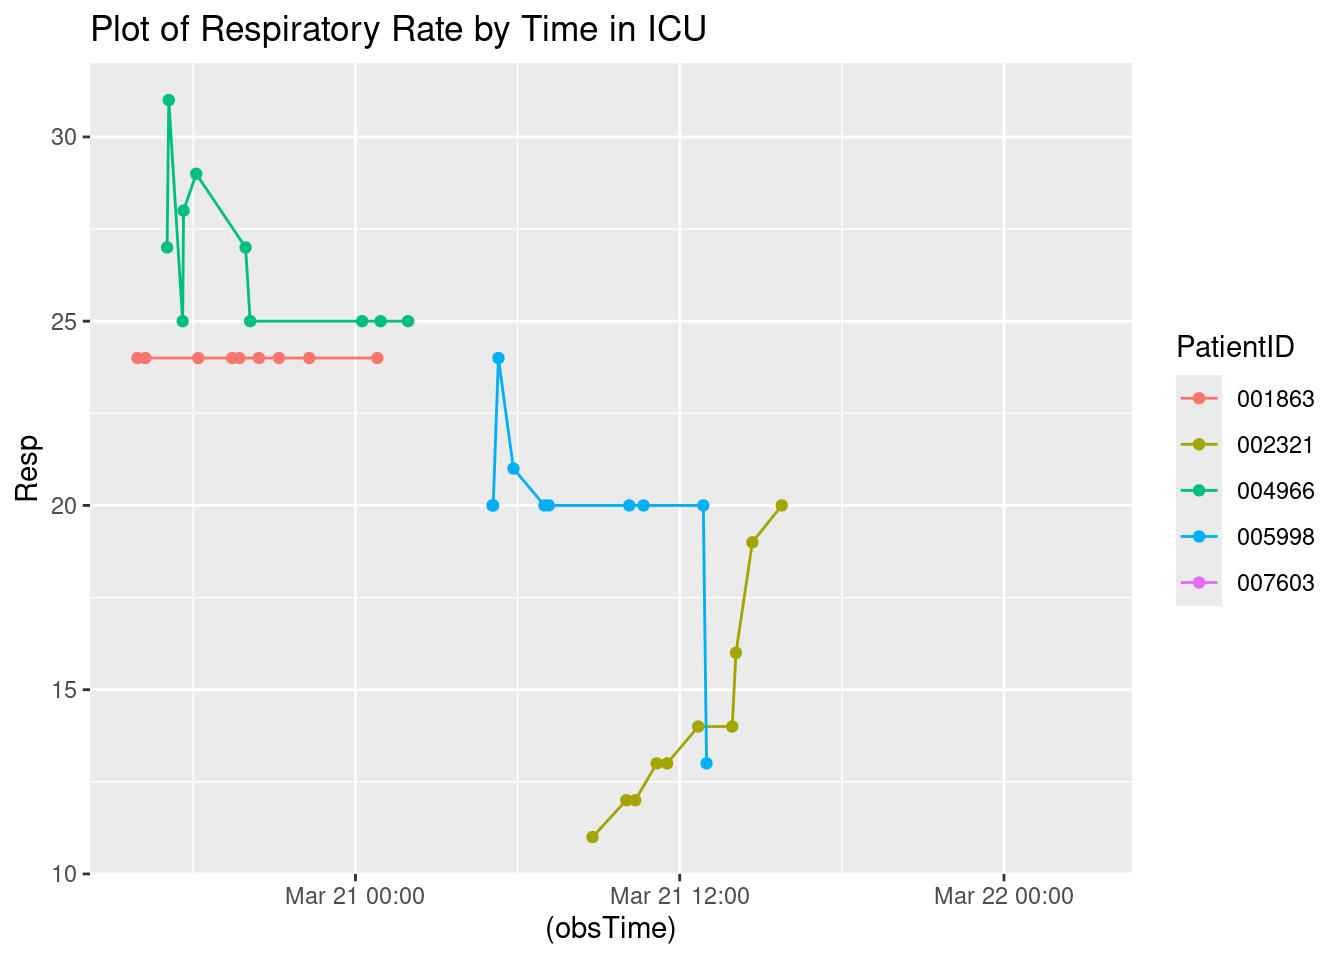 Plot of Respiratory Rate by Time in ICU
30
25
20
15
10
Resp
Mar 21 00:00
Mar 21 12:00
Mar 22 00:00
(obsTime)
PatientID
001863
002321
004966
005998
007603